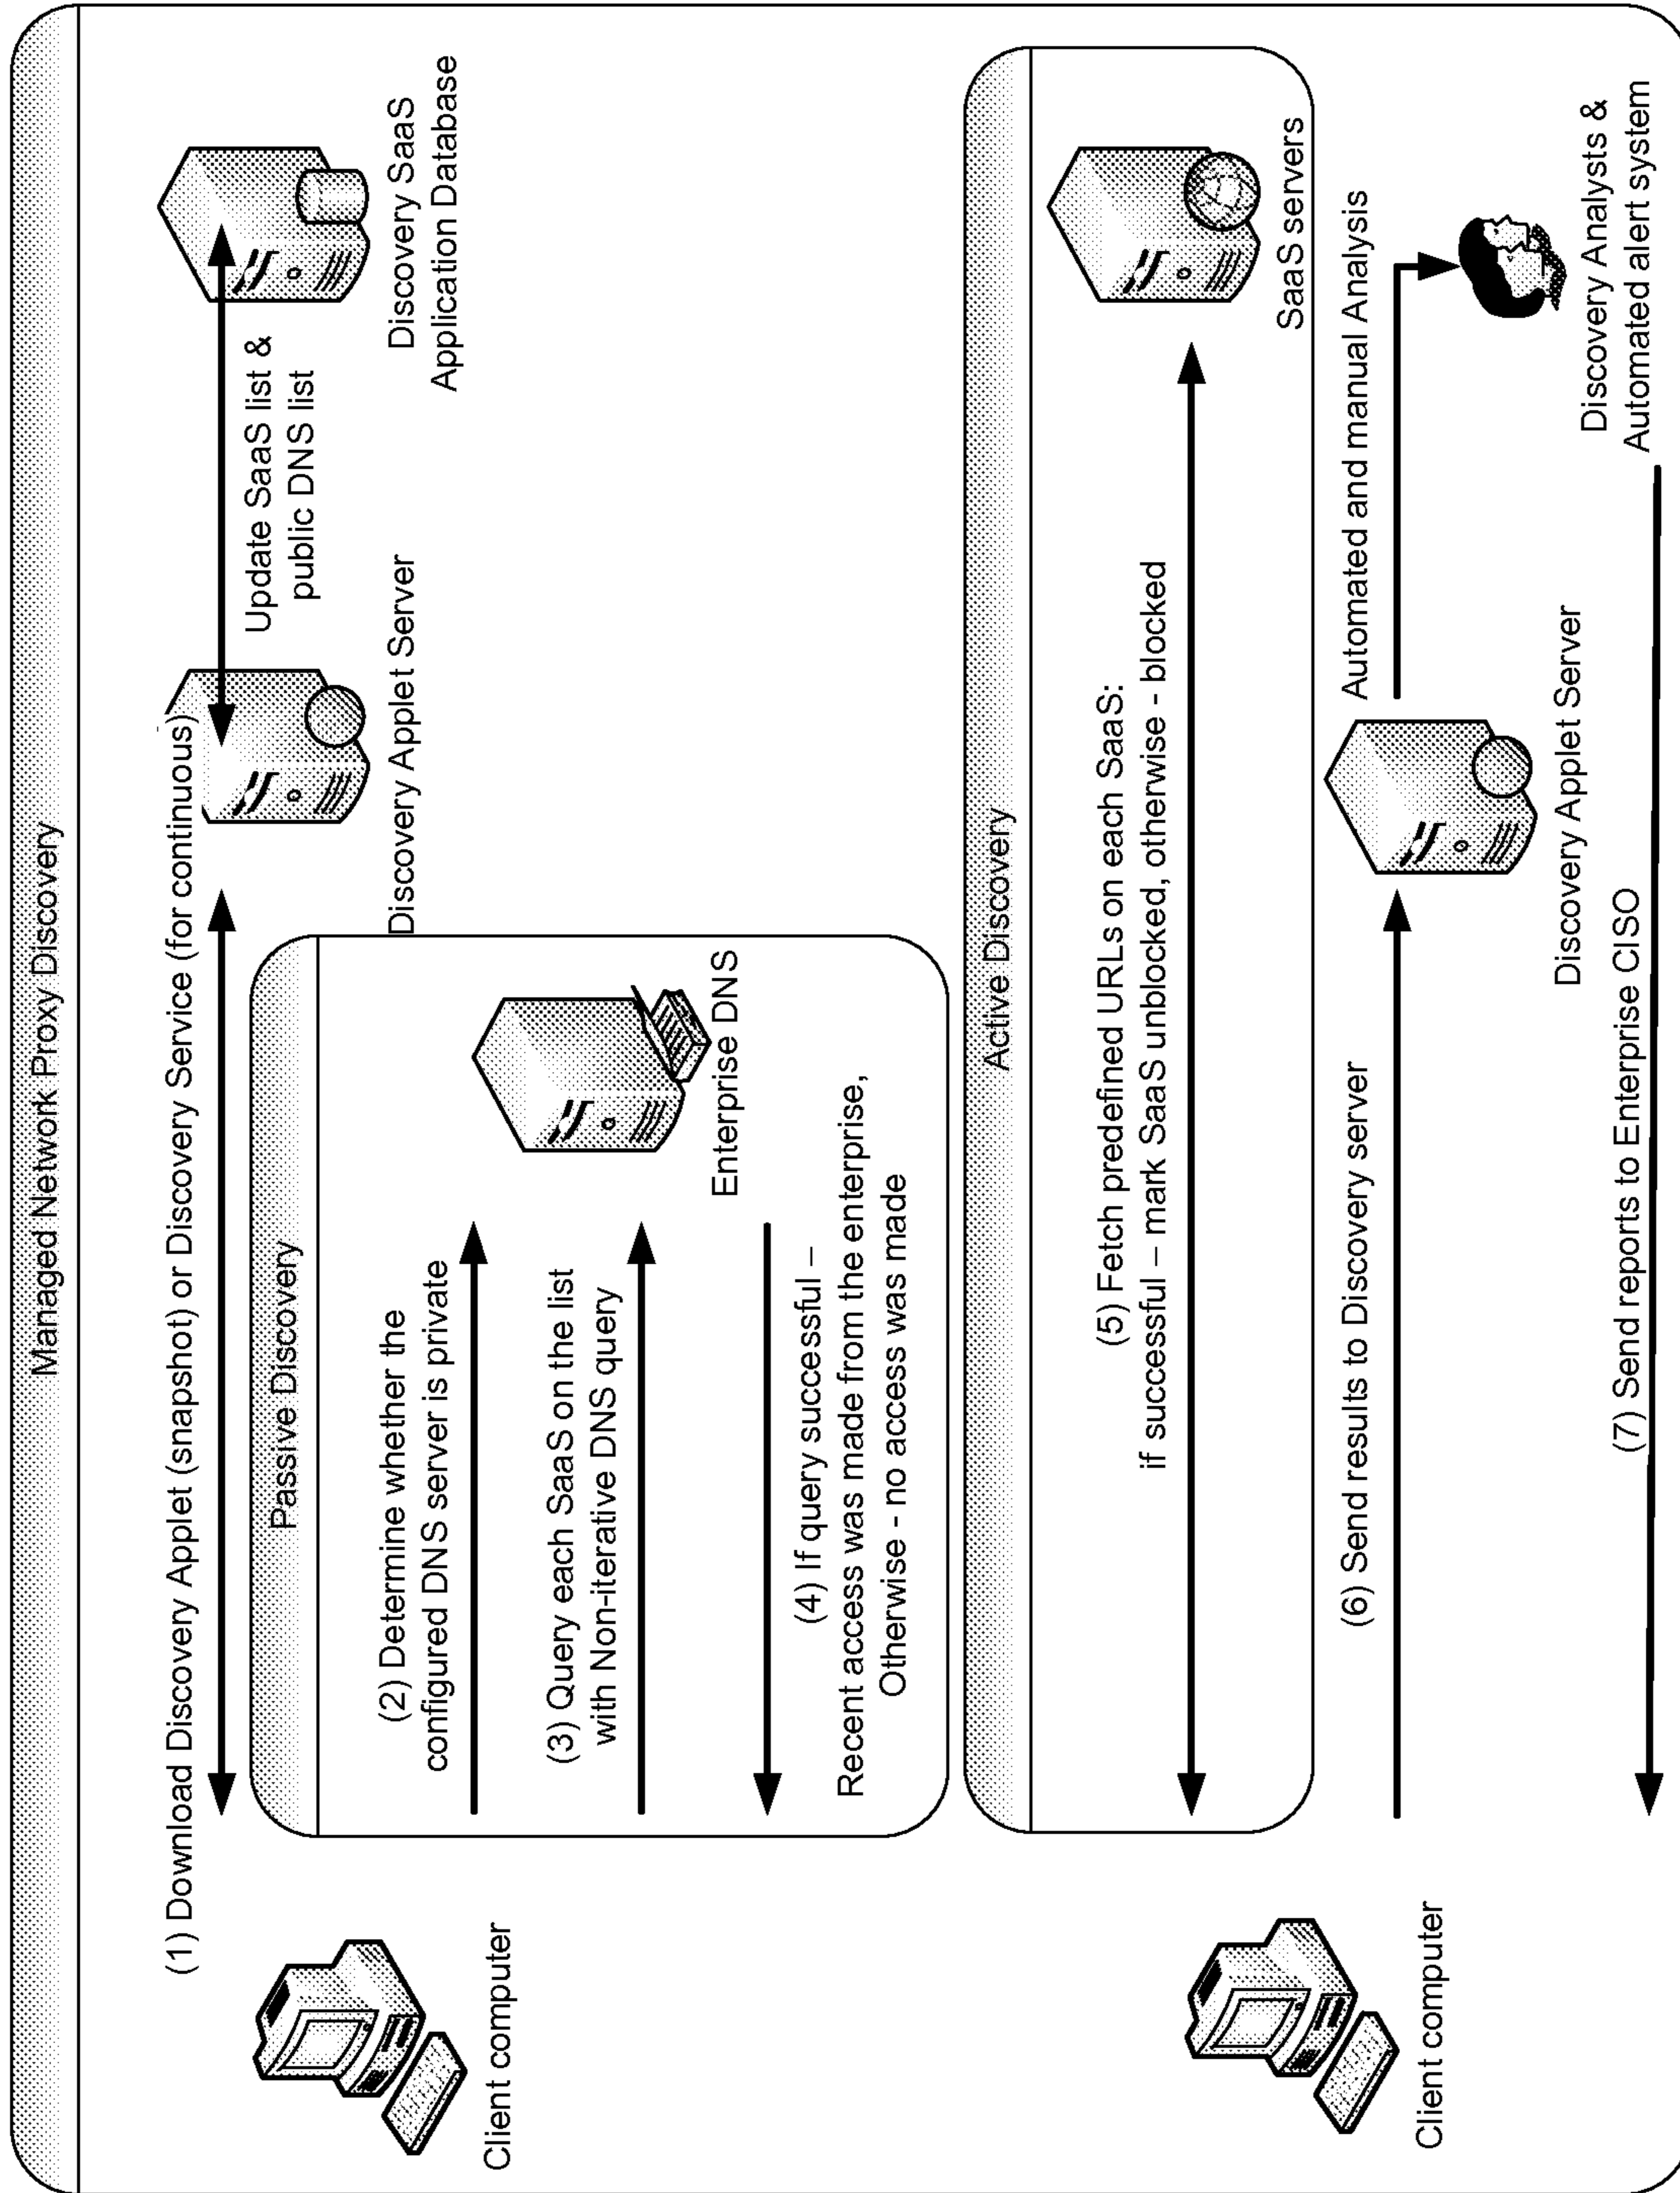 Managed Network Proxy Discovery
(1) Download Discovery Applet (snapshot) or Discovery Service (for continuous)
Update SaaS list &
public DNS list
Discovery Applet Server
Discovery SaaS
Application Database
Client computer
Passive Discovery
(2) Determine whether the
configured DNS server is private
(3) Query each SaaS on the list
with Non-iterative DNS query
Enterprise DNS
(4) If query successful –
Recent access was made from the enterprise,
Otherwise - no access was made
Active Discovery
(5) Fetch predefined URLs on each SaaS:
if successful – mark SaaS unblocked, otherwise - blocked
SaaS servers
Client computer
(6) Send results to Discovery server
Automated and manual Analysis
Discovery Applet Server
Discovery Analysts &
Automated alert system
(7) Send reports to Enterprise CISO